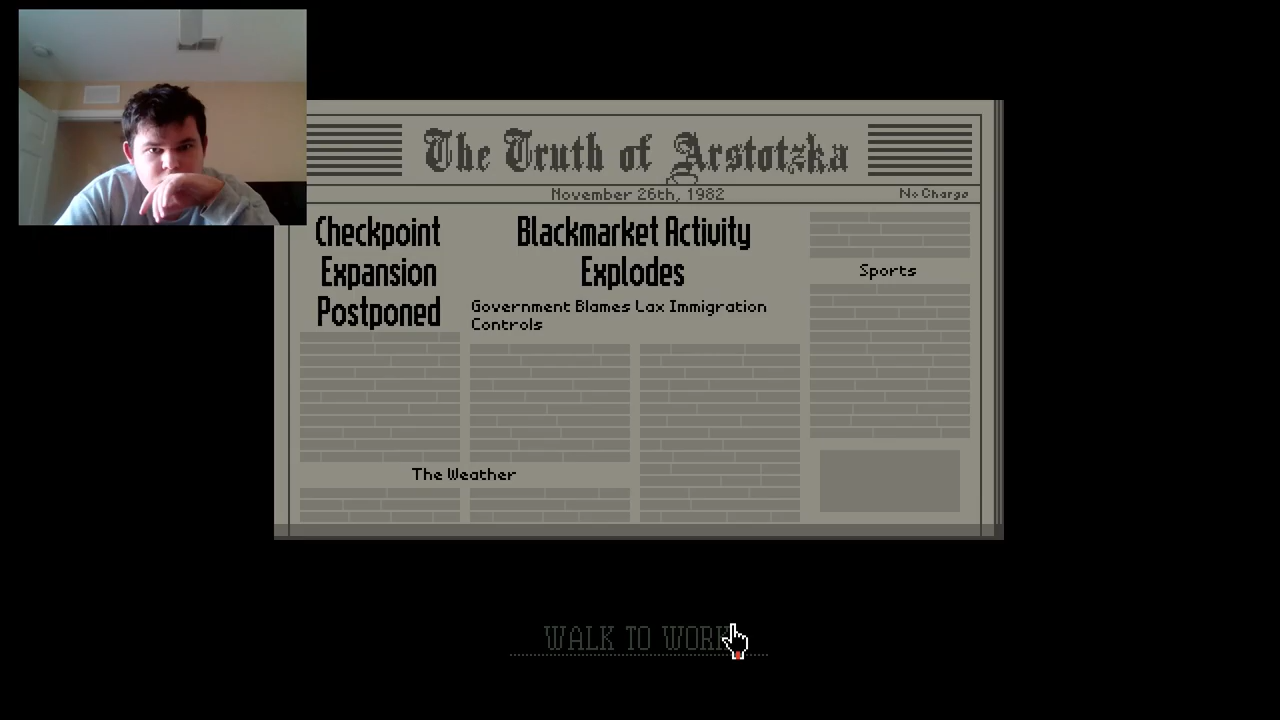 The Truth of Arstotzka
November 26th, 1982
No Charge
Checkpoint
Expansion
Postponed
Blackmarket Activity
Explodes
Government Blames Lax Immigration
Controls
Sports
The Weather
WALK TO WORK